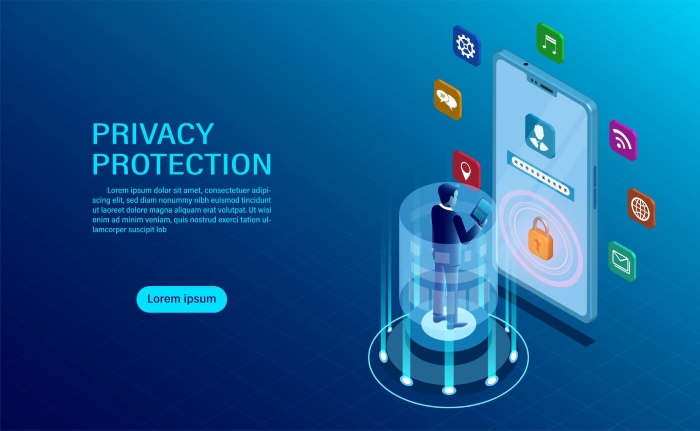 PRIVACY
PROTECTION
Lorem ipsum dolor sit amet, consectetuer adipi-
scing elit, sed diam nonummy nibh euismod tincidunt
ut laoreet dolore magna aliquam erat volutpat. Ut wisi
enim ad minim veniam, quis nostrud exerci tation ul-
lamcorper suscipit lob
Lorem ipsum